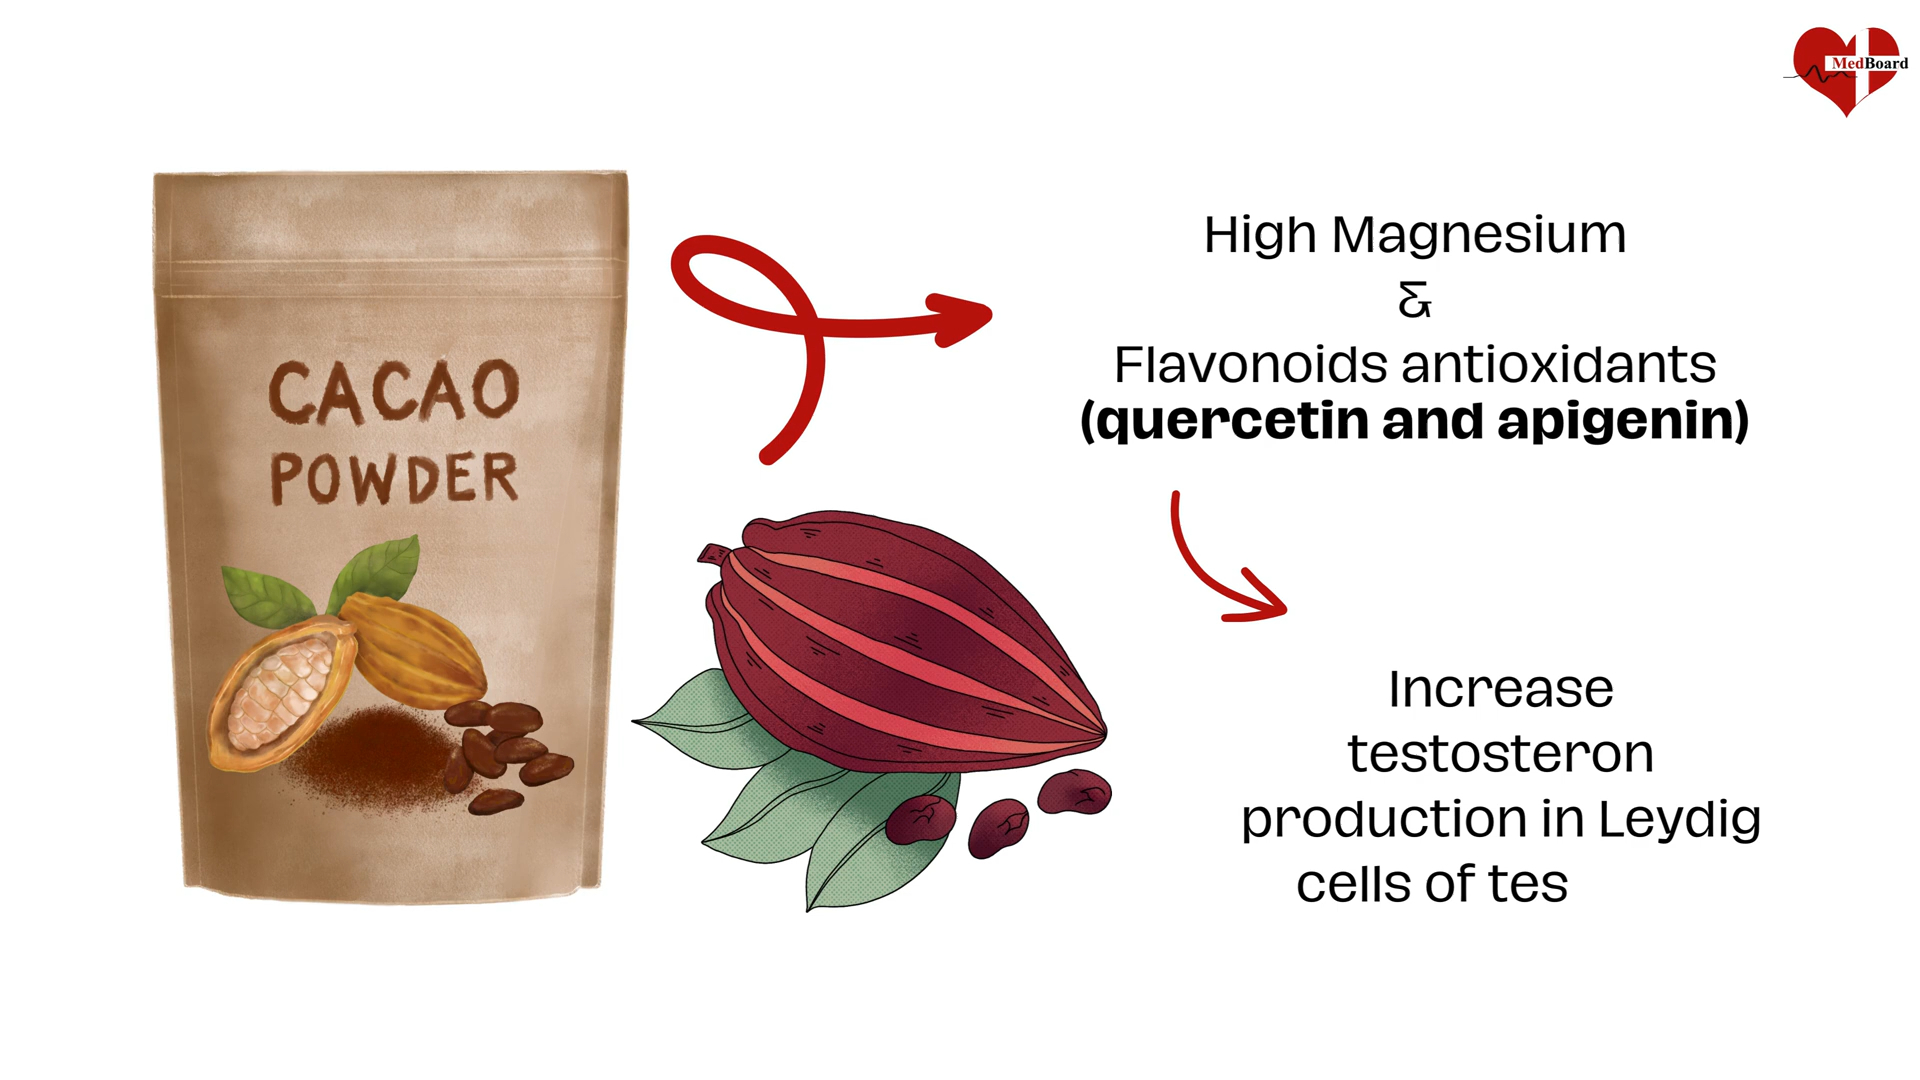 MedBoard
CACAO
POWDER
High Magnesium
&
Flavonoids antioxidants
(quercetin and apigenin)
Increase
testosteron
production in Leydig
cells of tes